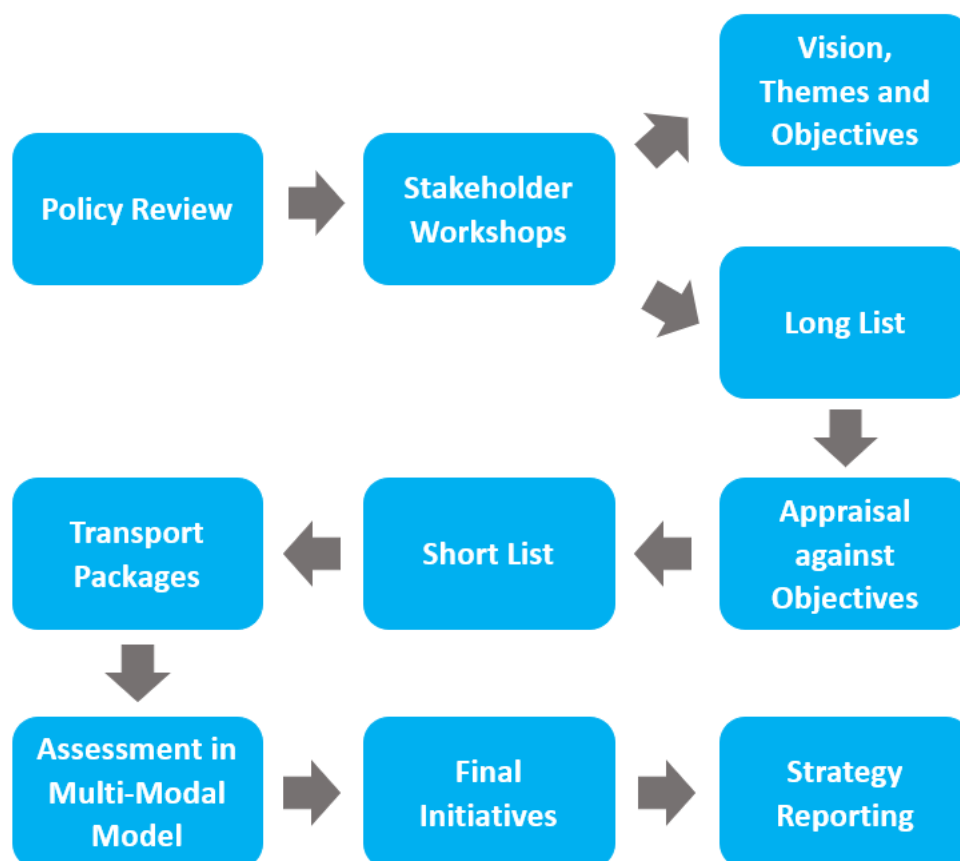 Policy Review
Stakeholder
Workshops
Vision,
Themes and
Objectives
Long List
Appraisal
against
Objectives
Short List
Transport
Packages
Assessment in
Multi-Modal
Model
Final
Initiatives
Strategy
Reporting